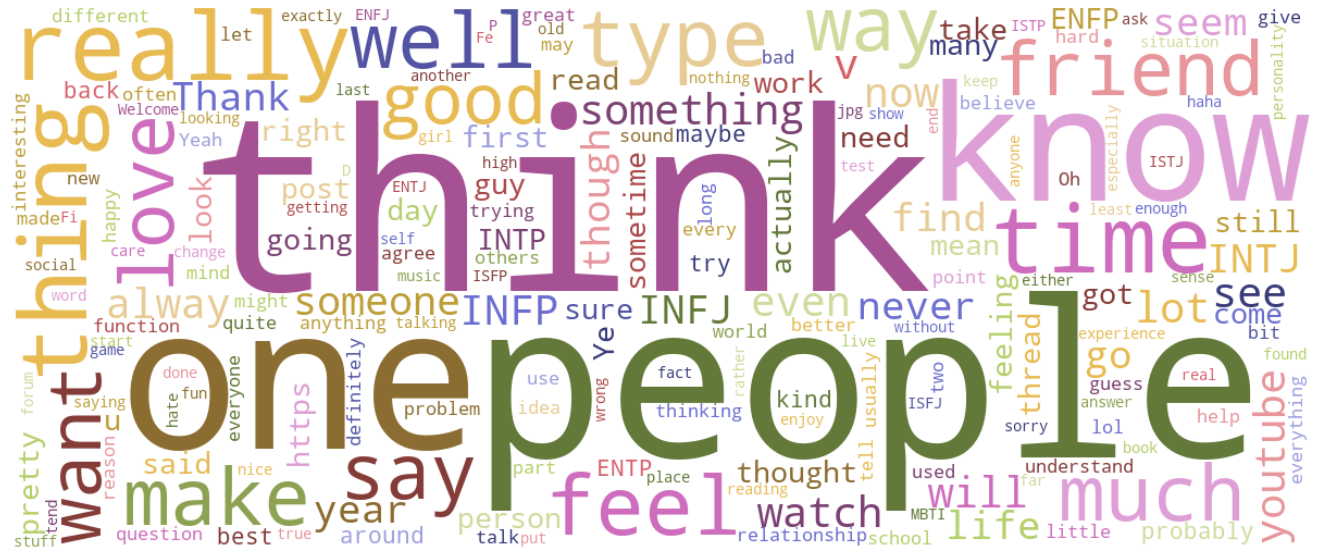 different
exactly
ENFJ
P
great
let
old
Fe
may
really
well
type
way
take
ISTP
ENFP
ask
seem
give
many
hard
situation
personality
bad
another
nothing
back
often
Thank
last
read
work
v
now
keep
friend
believe
haha
Welcome
looking
good
something
jpg
show
interesting
Yeah
right
girl
first
sound
maybe
need
end
know
thing
love
think
though
sometime
actually
test
anyone
especially
ISTJ
new
look
D
high
post
ENTJ
guy
day
long
Oh
getting
trying
every
find
least
enough
made
Fi
happy
going
self
INTP
agree
others
mean
time
still
social
care
change
mind
music
ISFP
try
point
either
sense
INTJ
word
alway
might
someone
INFP
sure
INFJ
even
never
feeling
got
lot
see
come
function
quite
anything
talking
world
better
without
bit
start
game
Ye
live
thread
experience
one
people
done
fun
hate
everyone
use
fact
rather
kind
usually
two
go
found
guess
real
forum
want
saying
u
https
definitely
problem
idea
wrong
thinking
enjoy
ISFJ
answer
help
youtube
everything
sorry
lol
pretty
reason
said
nice
say
part
ENTP
place
thought
tell
used
book
understand
tend
make
year
feel
reading
watch
MBTI
will
far
much
person
stuff
question
best
true
around
talk
put
relationship
school
life
little
probably